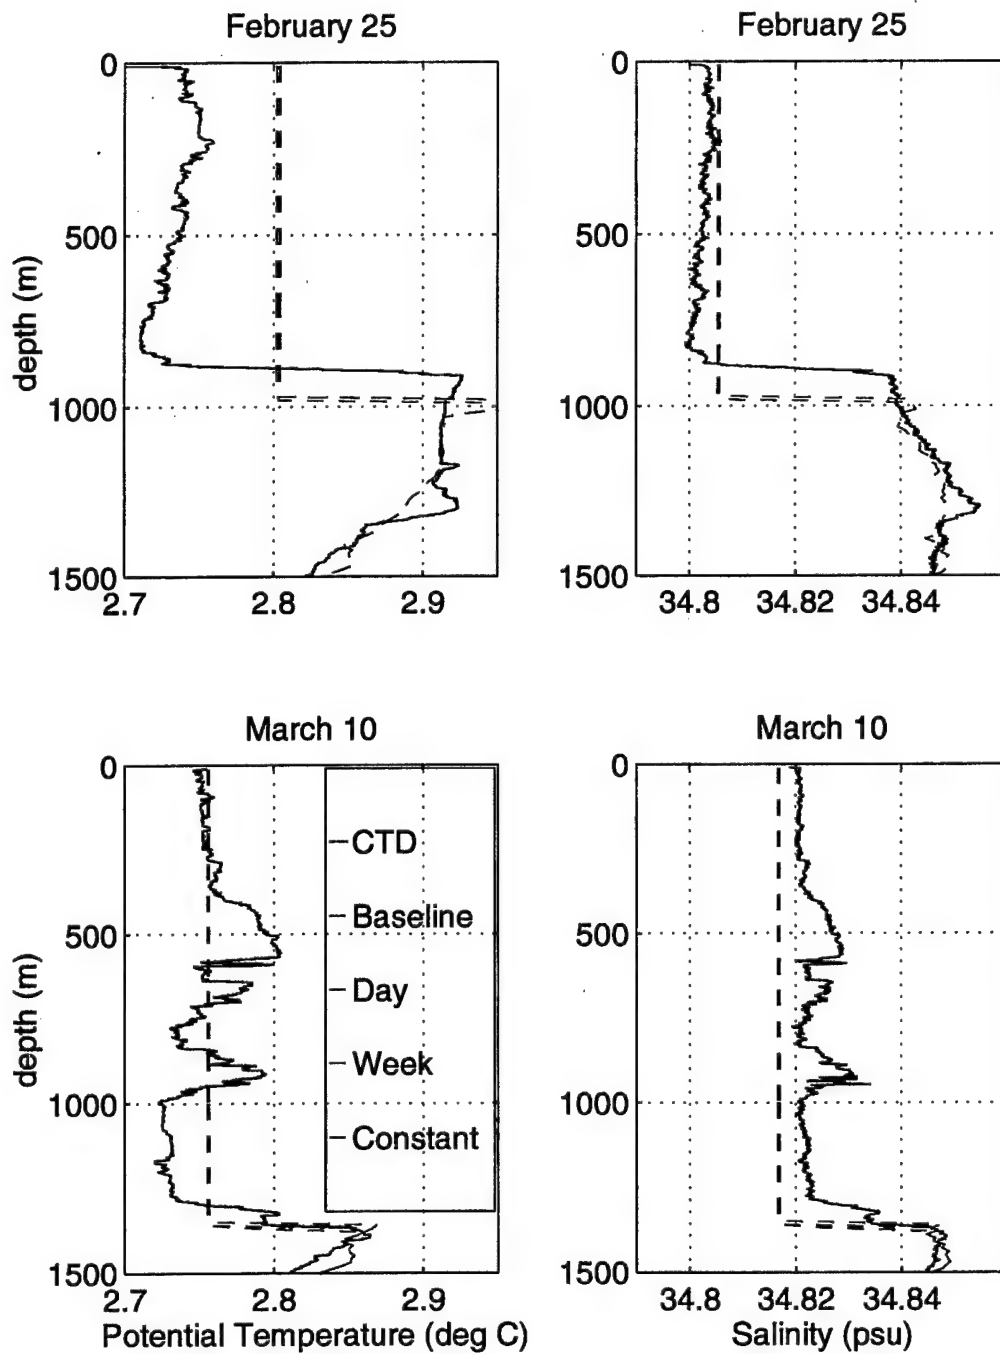 February 25
February 25
0
500
1000
1500
depth (m)
2.7
2.8
2.9
0
500
1000
1500
34.8
34.82
34.84
March 10
March 10
0
500
1000
1500
depth (m)
CTD
Baseline
Day
Week
Constant
2.7
2.8
2.9
Potential Temperature (deg C)
0
500
1000
1500
34.8
34.82
34.84
Salinity (psu)